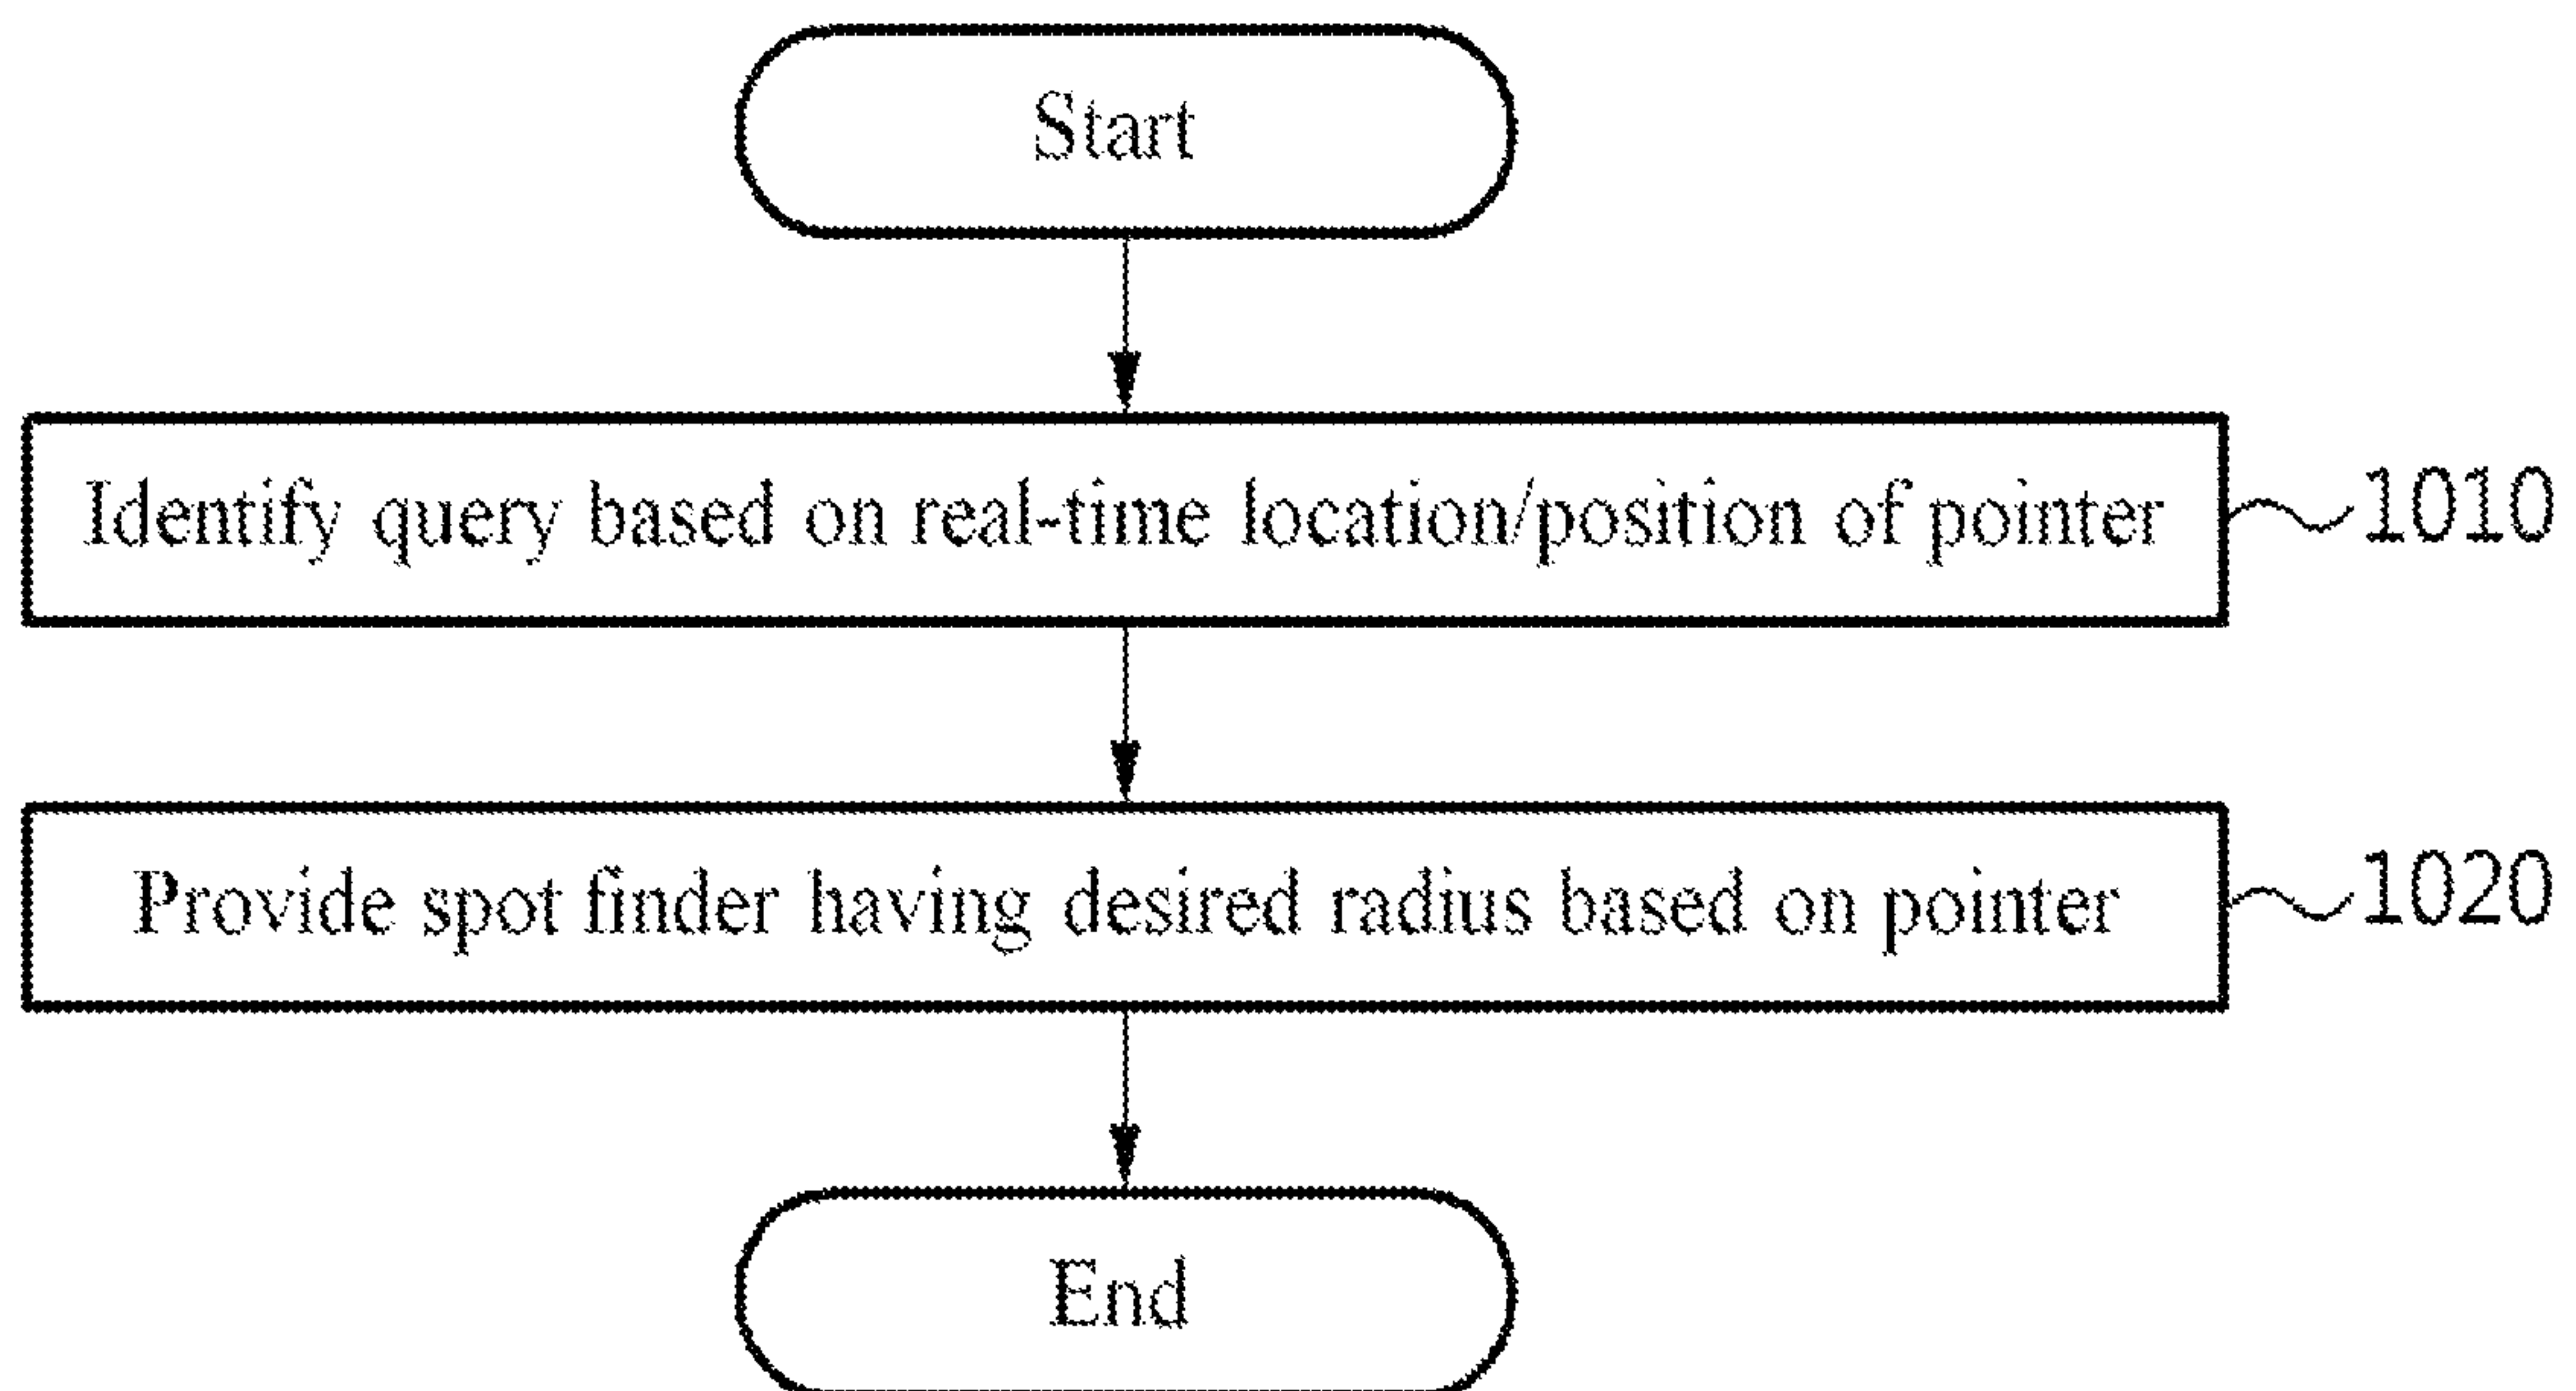 Start
Identify query based on real-time location/position of pointer
1010
Provide spot finder having desired radius based on pointer
1020
End